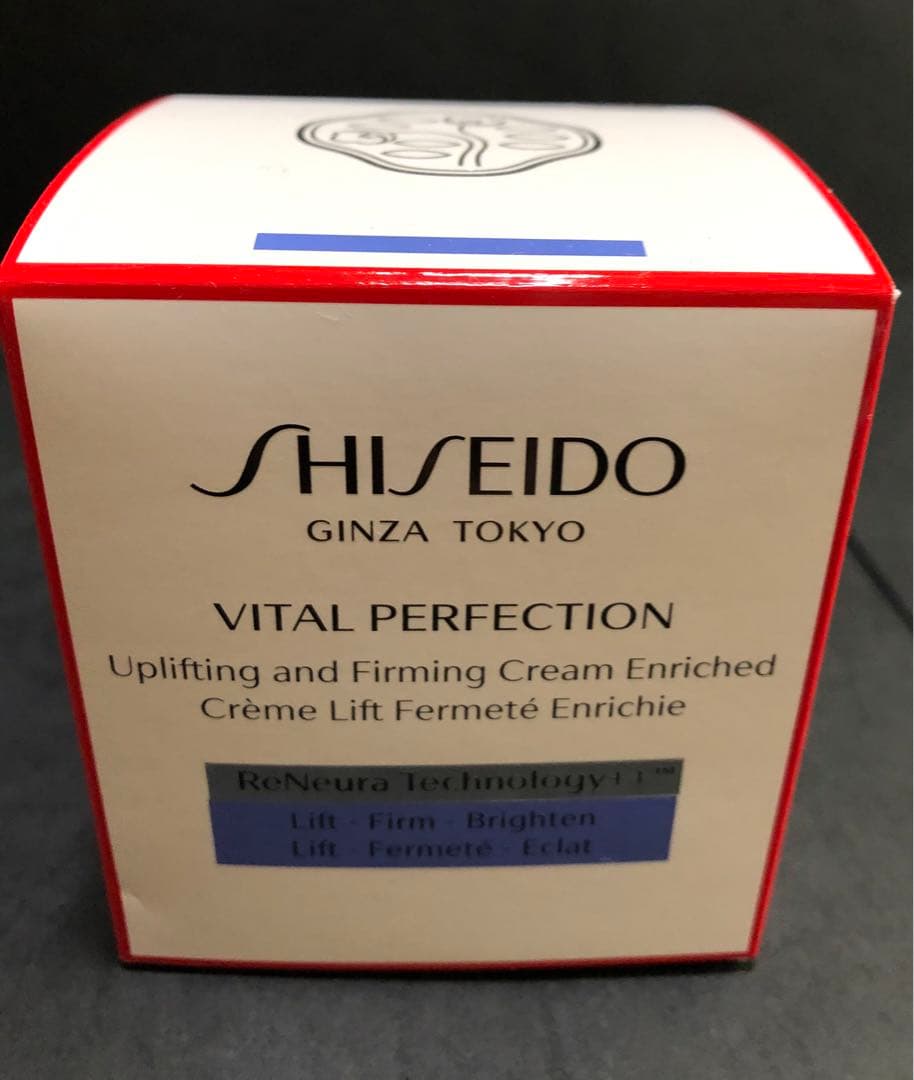 SHISEIDO
GINZA TOKYO
VITAL PERFECTION
Uplifting and Firming Cream Enriched
Crème Lift Fermeté Enrichie
ReNeura Technology++™
Lift · Firm · Brighten
Lift · Fermeté · Eclat